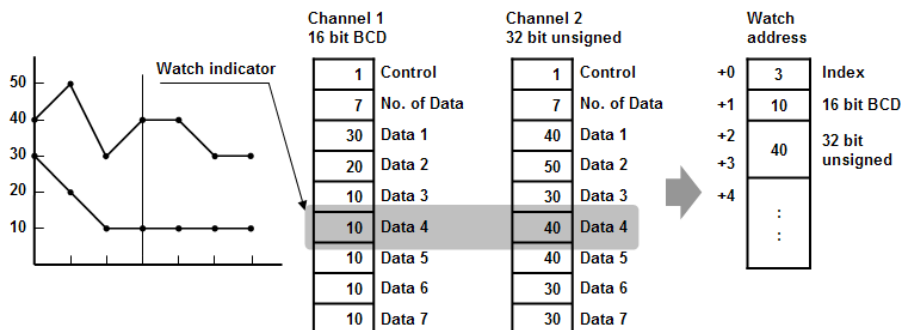 Channel 1
16 bit BCD
Channel 2
32 bit unsigned
Watch
address
Watch indicator
50
40
30
20
10
1 Control
7 No. of Data
30 Data 1
20 Data 2
10 Data 3
10 Data 4
10 Data 5
10 Data 6
10 Data 7
1 Control
7 No. of Data
40 Data 1
50 Data 2
30 Data 3
40 Data 4
40 Data 5
30 Data 6
30 Data 7
+0 3 Index
+1 10 16 bit BCD
+2
+3
40
32 bit
unsigned
+4
:
: